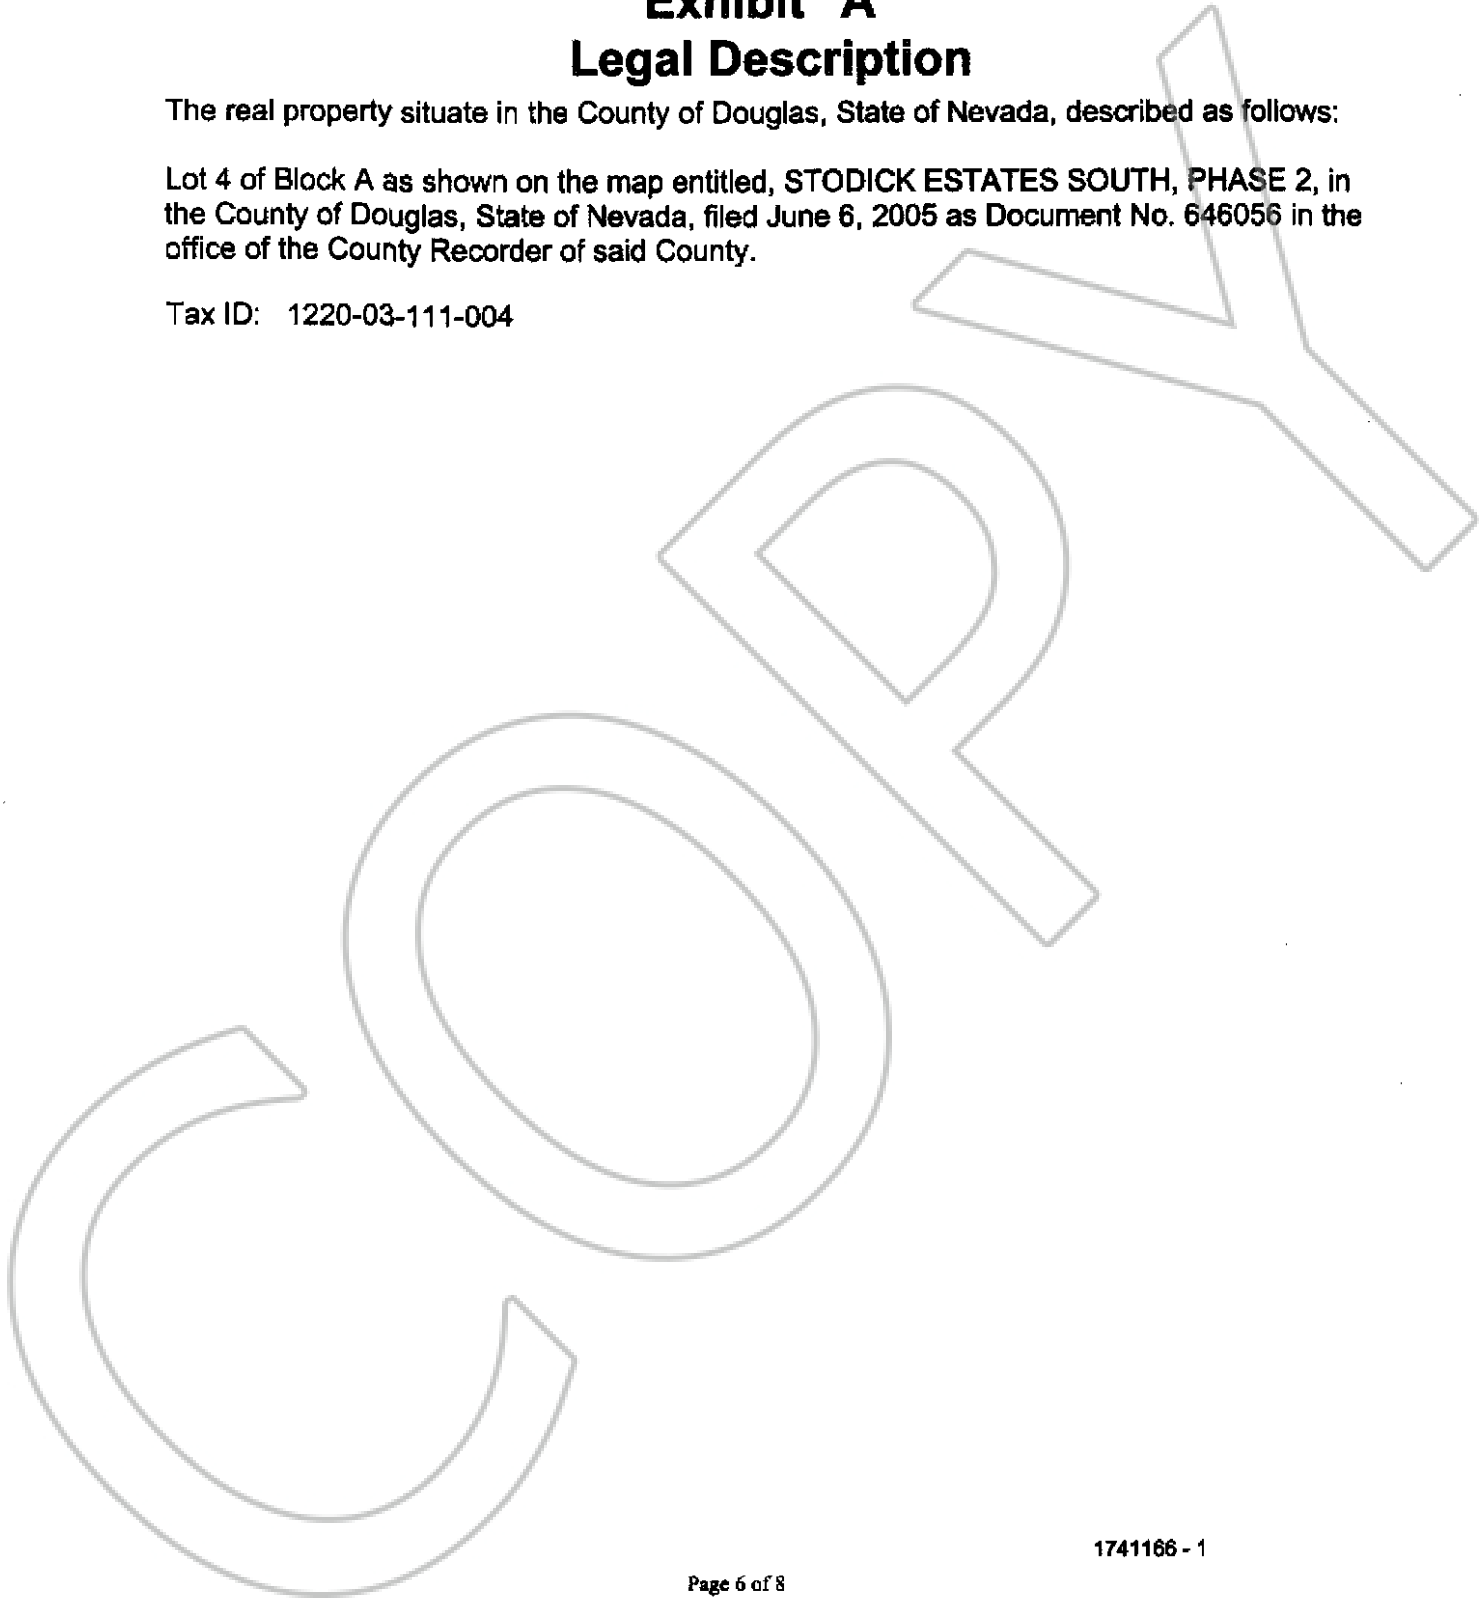 Exhibit "A"
Legal Description
The real property situate in the County of Douglas, State of Nevada, described as follows:
Lot 4 of Block A as shown on the map entitled, STODICK ESTATES SOUTH, PHASE 2, in
the County of Douglas, State of Nevada, filed June 6, 2005 as Document No. 646056 in the
office of the County Recorder of said County.
Tax ID: 1220-03-111-004
COPY
1741166 - 1
Page 6 of 8